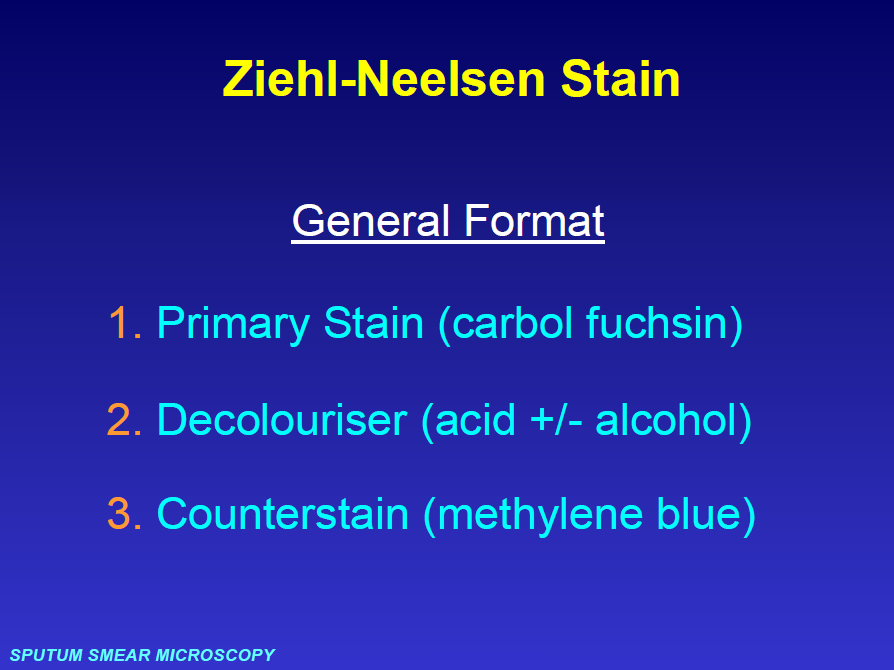 Ziehl-Neelsen Stain
General Format
1. Primary Stain (carbol fuchsin)
2. Decolouriser (acid +/- alcohol)
3. Counterstain (methylene blue)
SPUTUM SMEAR MICROSCOPY